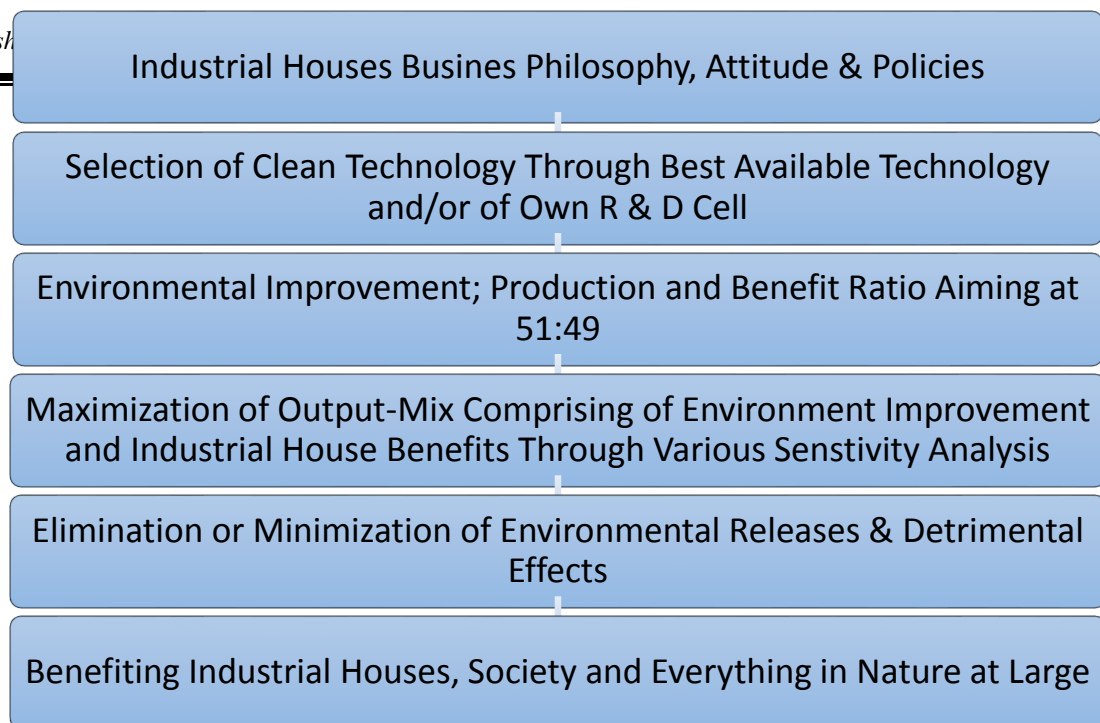 Industrial Houses Busines Philosophy, Attitude & Policies
Selection of Clean Technology Through Best Available Technology
and/or of Own R & D Cell
Environmental Improvement; Production and Benefit Ratio Aiming at
51:49
Maximization of Output-Mix Comprising of Environment Improvement
and Industrial House Benefits Through Various Senstivity Analysis
Elimination or Minimization of Environmental Releases & Detrimental
Effects
Benefiting Industrial Houses, Society and Everything in Nature at Large